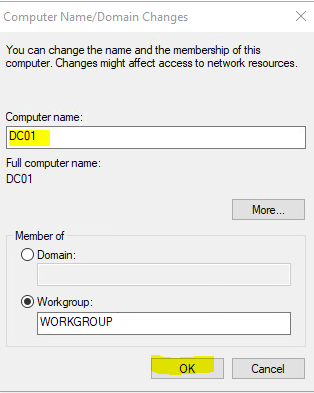 Computer Name/Domain Changes
You can change the name and the membership of this
computer. Changes might affect access to network resources.
Computer name:
DC01
Full computer name:
DC01
More...
Member of
Domain:
Workgroup:
WORKGROUP
OK Cancel